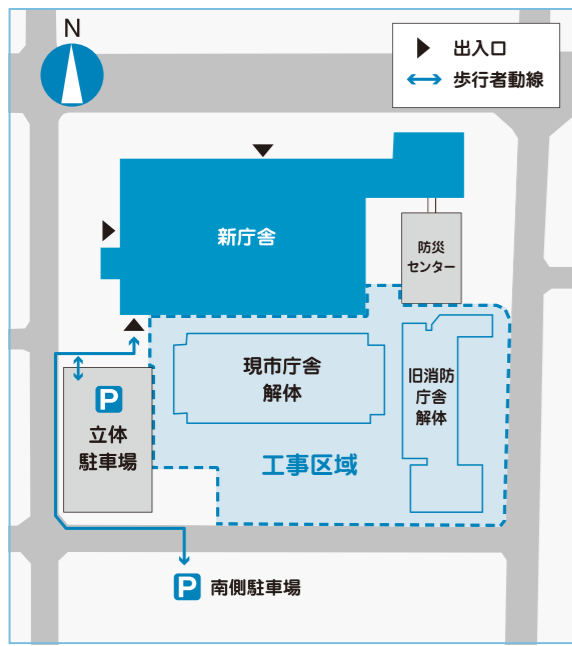 N
出入口
歩行者動線
新庁舎
防災
センター
現市庁舎
解体
旧消防
庁舎
解体
P
立体
駐車場
工事区域
P 南側駐車場